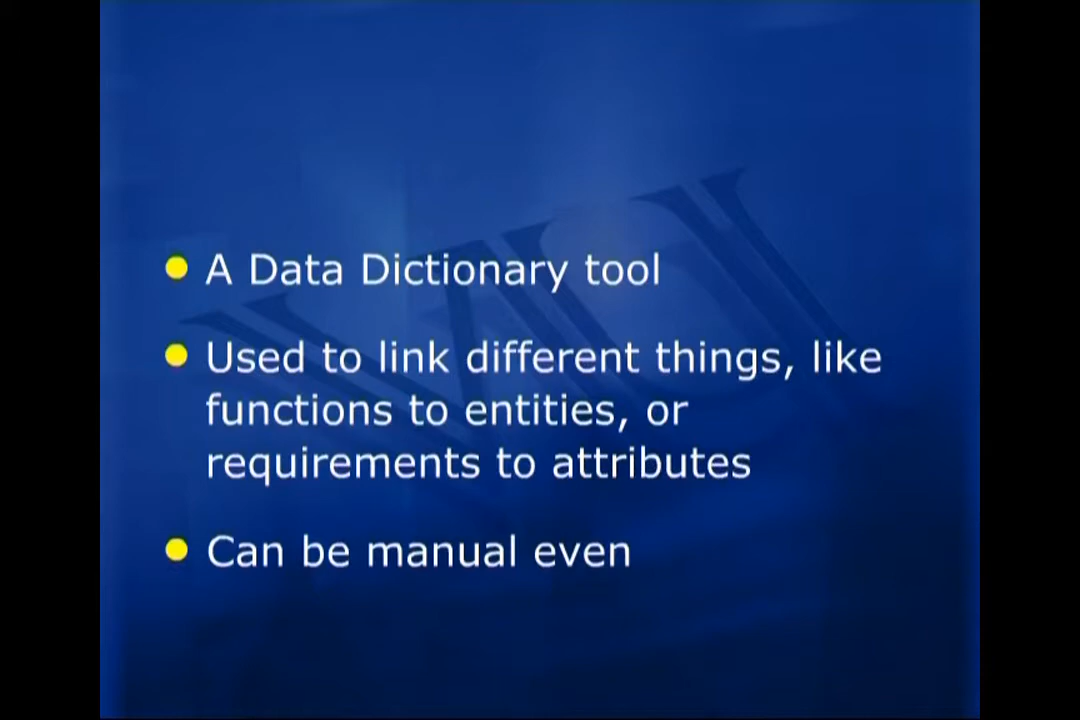 A Data Dictionary tool
Used to link different things, like
functions to entities, or
requirements to attributes
Can be manual even